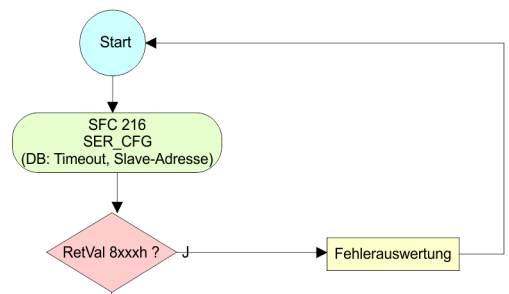 Start
SFC 216
SER_CFG
(DB: Timeout, Slave-Adresse)
RetVal 8xxxh ?
J
Fehlerauswertung